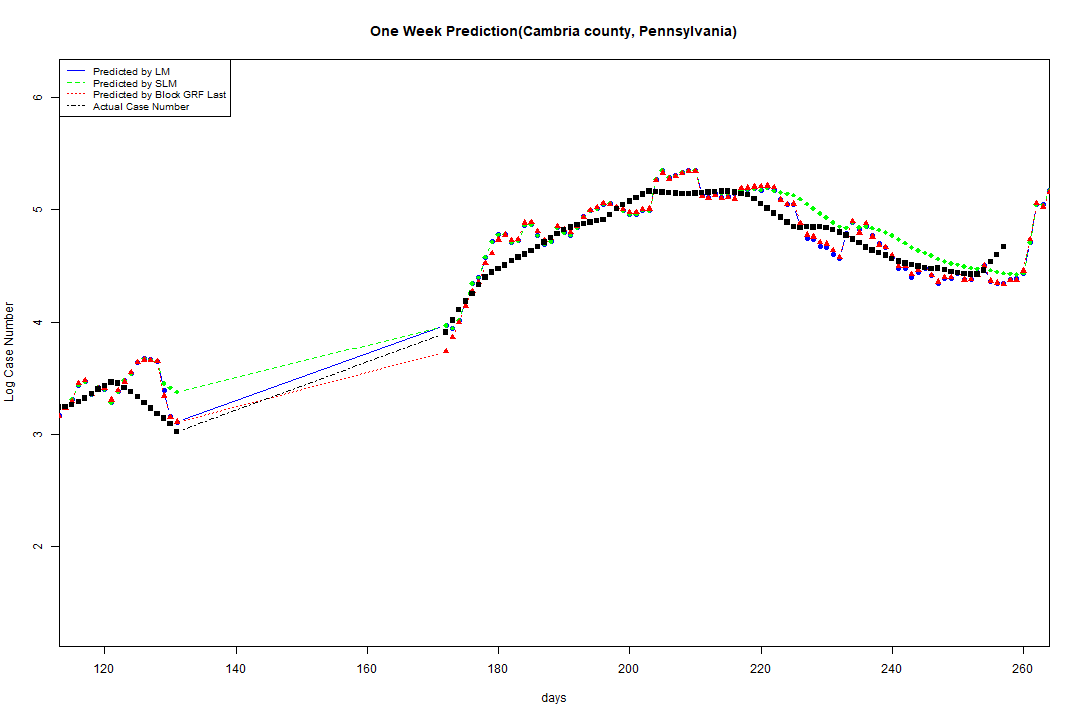 One Week Prediction(Cambria county, Pennsylvania)
Predicted by LM
Predicted by SLM
Predicted by Block GRF Last
Actual Case Number
Log Case Number
6
5
4
3
2
120 140 160 180 200 220 240 260
days